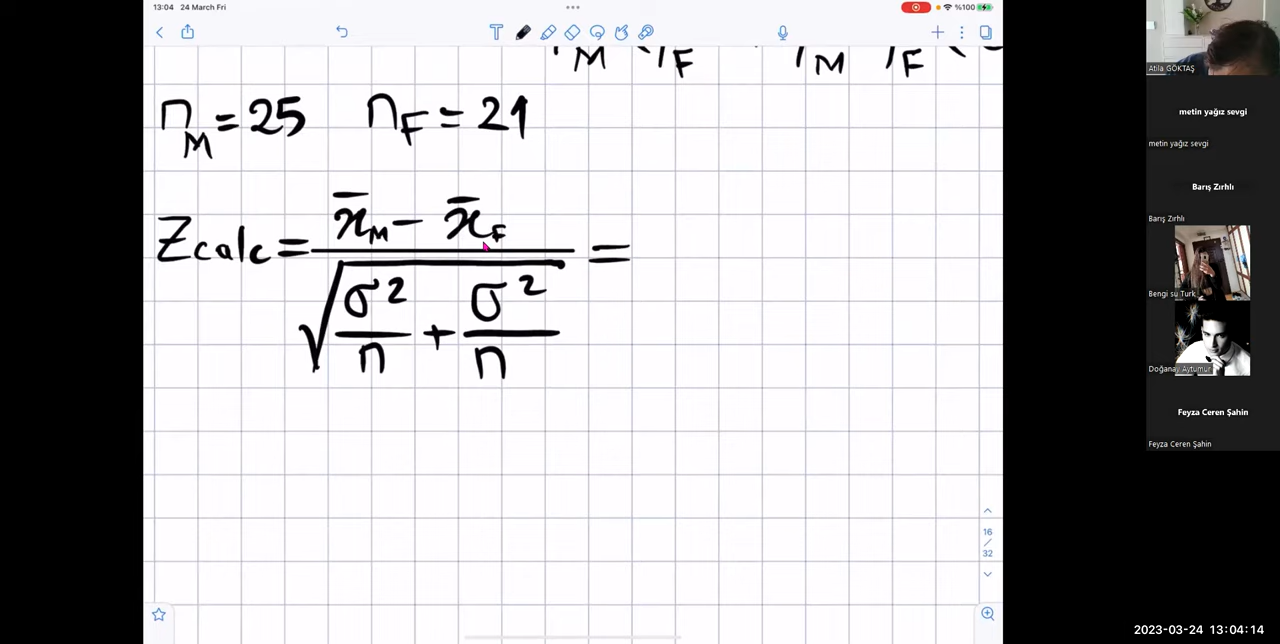 13:04 24 March Fri
%100
M F M F
n_M = 25 n_F = 21
Zcalc = (x̄_M − x̄_F) / √(σ²/n + σ²/n) =
16
/
32
Atila GÖKTAŞ
metin yağız sevgi
metin yağız sevgi
Barış Zırhlı
Barış Zırhlı
Bengi su Turk
Doğanay Aytumur
Feyza Ceren Şahin
Feyza Ceren Şahin
2023-03-24 13:04:14